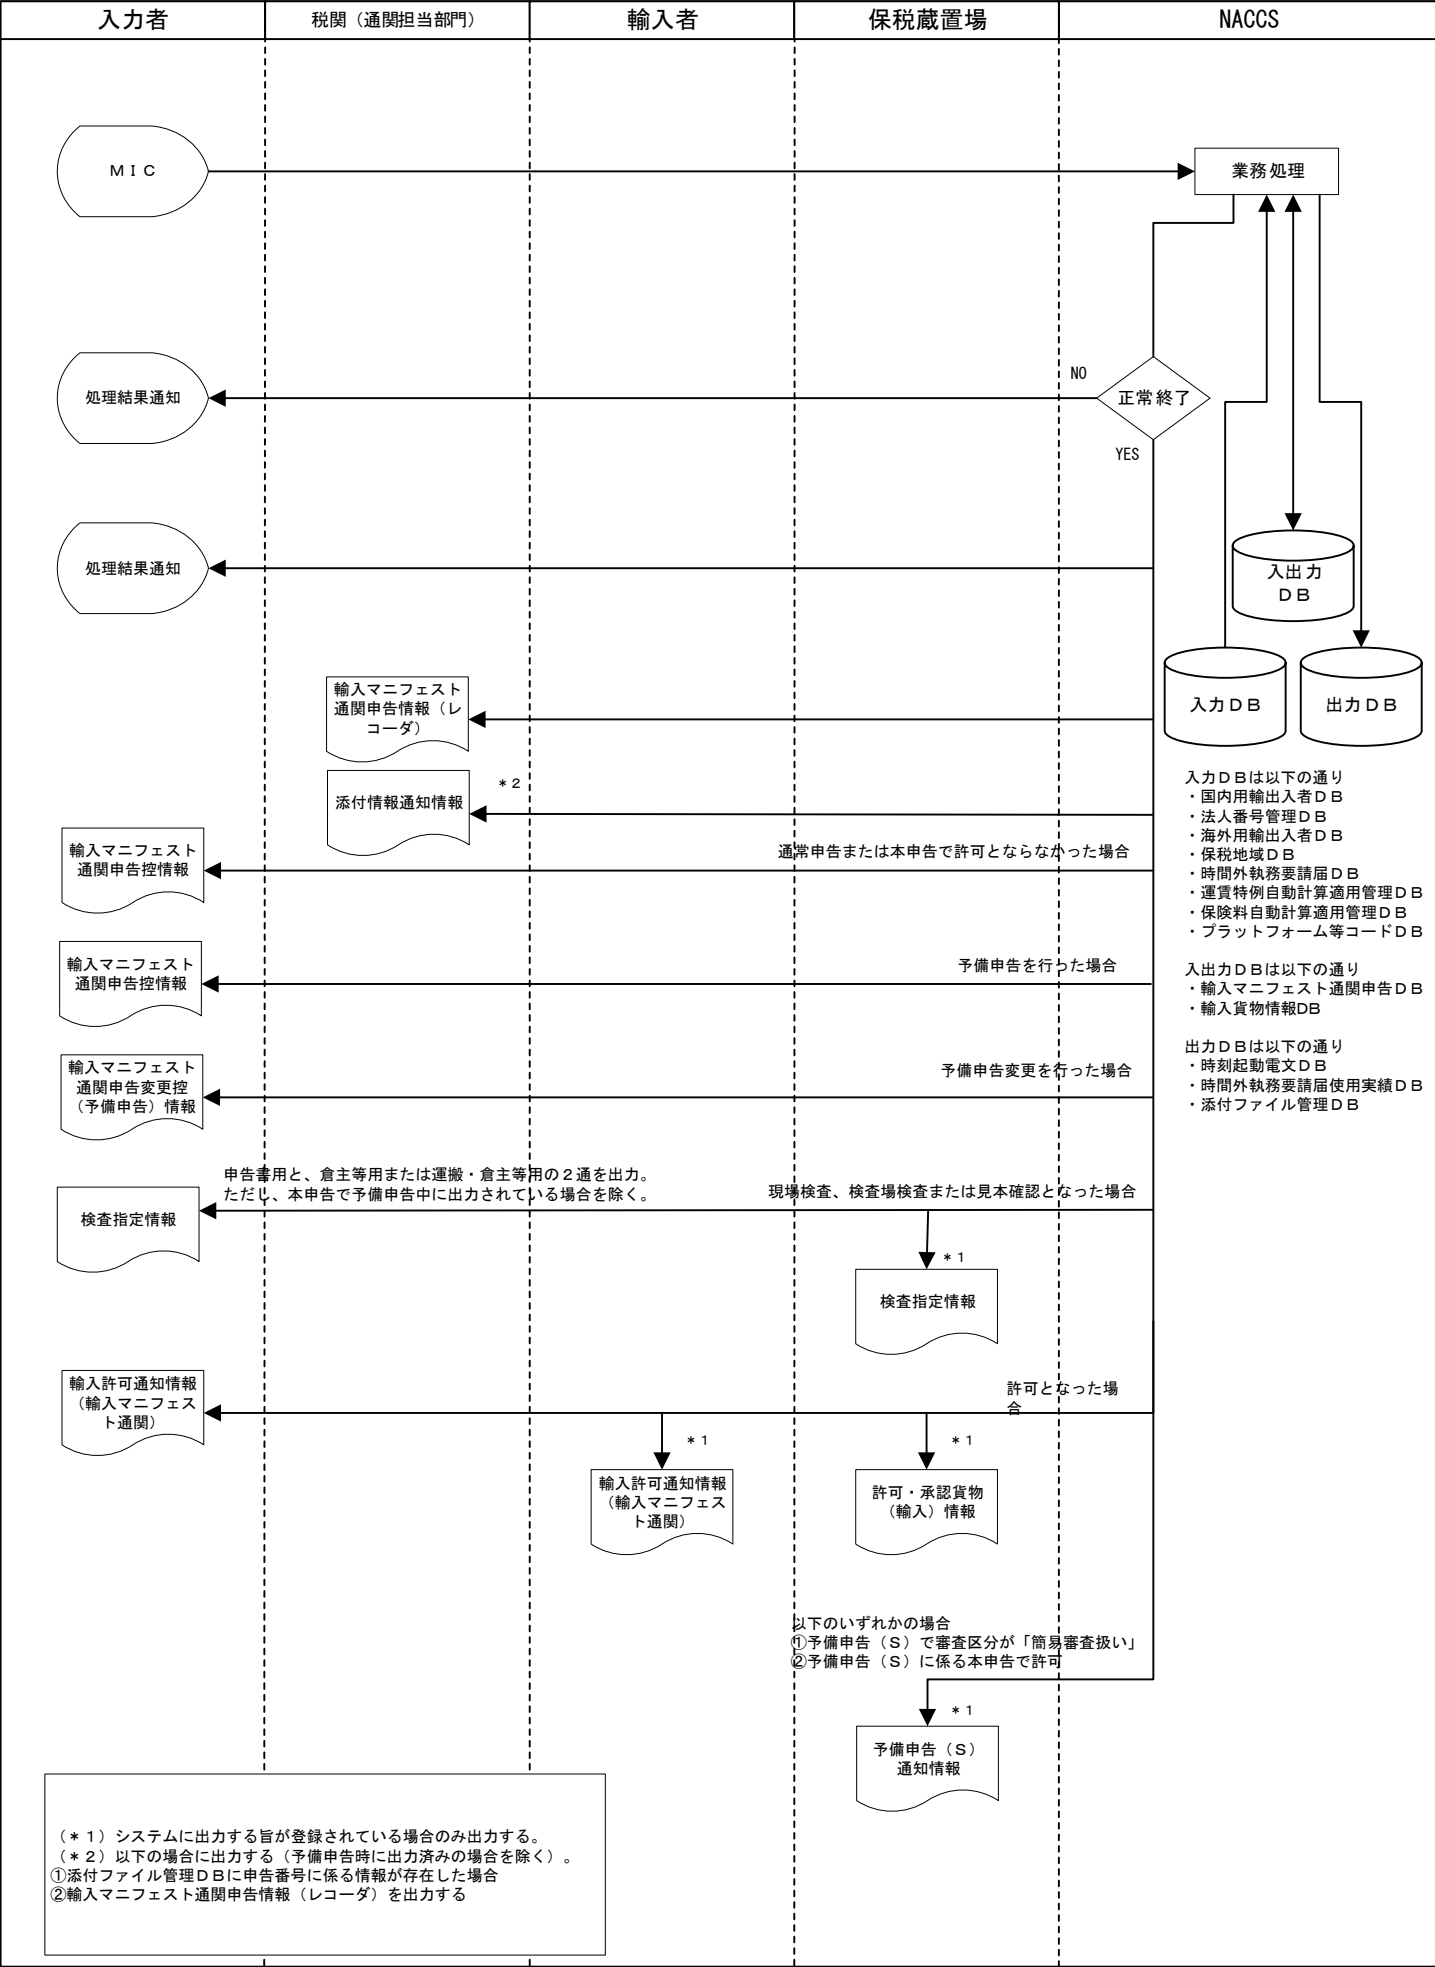 入力者
税関（通関担当部門）
輸入者
保税蔵置場
NACCS
ＭＩＣ
業務処理
処理結果通知
NO
正常終了
YES
処理結果通知
入出力
ＤＢ
入力ＤＢ
出力ＤＢ
輸入マニフェスト
通関申告情報（レ
コーダ）
添付情報通知情報
＊２
入力ＤＢは以下の通り
・国内用輸出入者ＤＢ
・法人番号管理ＤＢ
・海外用輸出入者ＤＢ
・保税地域ＤＢ
・時間外執務要請届ＤＢ
・運賃特例自動計算適用管理ＤＢ
・保険料自動計算適用管理ＤＢ
・プラットフォーム等コードＤＢ
入出力ＤＢは以下の通り
・輸入マニフェスト通関申告ＤＢ
・輸入貨物情報DB
出力ＤＢは以下の通り
・時刻起動電文ＤＢ
・時間外執務要請届使用実績ＤＢ
・添付ファイル管理ＤＢ
輸入マニフェスト
通関申告控情報
通常申告または本申告で許可とならなかった場合
輸入マニフェスト
通関申告控情報
予備申告を行った場合
輸入マニフェスト
通関申告変更控
（予備申告）情報
予備申告変更を行った場合
申告書用と、倉主等用または運搬・倉主等用の２通を出力。
ただし、本申告で予備申告中に出力されている場合を除く。
現場検査、検査場検査または見本確認となった場合
検査指定情報
＊１
検査指定情報
輸入許可通知情報
（輸入マニフェス
ト通関）
許可となった場
合
＊１
＊１
輸入許可通知情報
（輸入マニフェス
ト通関）
許可・承認貨物
（輸入）情報
以下のいずれかの場合
①予備申告（Ｓ）で審査区分が「簡易審査扱い」
②予備申告（Ｓ）に係る本申告で許可
＊１
予備申告（Ｓ）
通知情報
（＊１）システムに出力する旨が登録されている場合のみ出力する。
（＊２）以下の場合に出力する（予備申告時に出力済みの場合を除く）。
①添付ファイル管理ＤＢに申告番号に係る情報が存在した場合
②輸入マニフェスト通関申告情報（レコーダ）を出力する